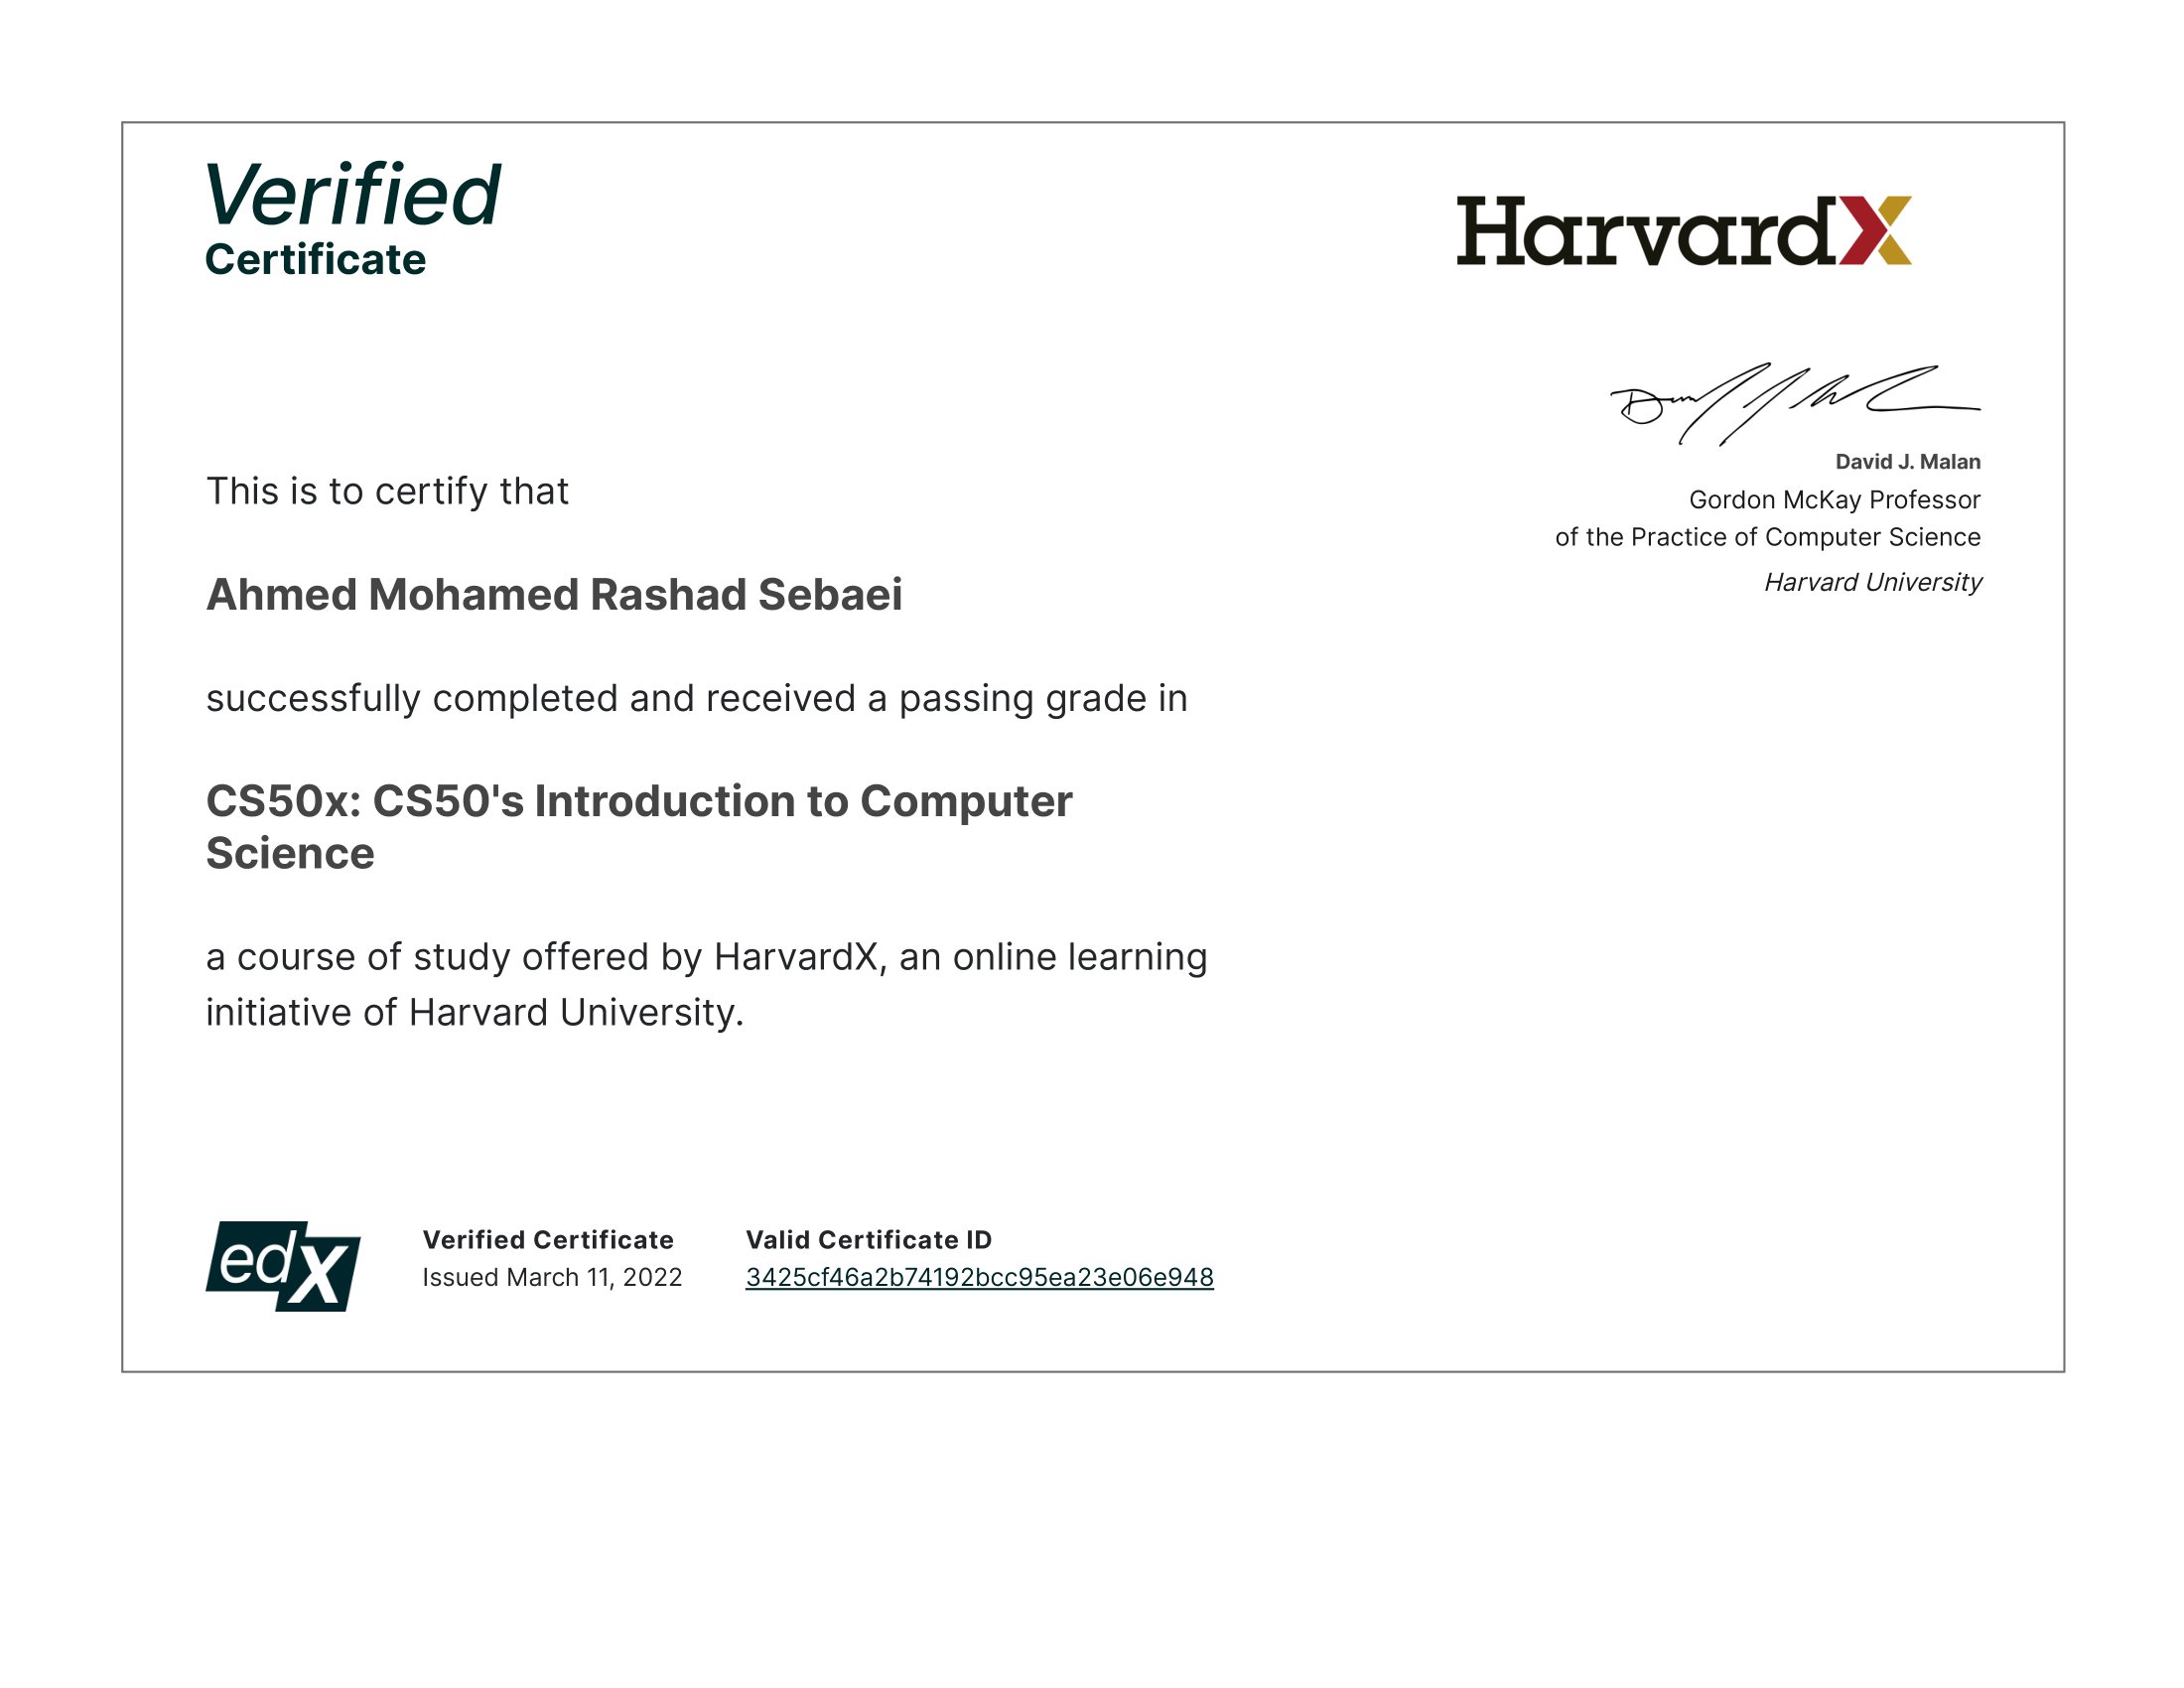 Verified
Certificate
HarvardX
This is to certify that
Ahmed Mohamed Rashad Sebaei
successfully completed and received a passing grade in
CS50x: CS50's Introduction to Computer
Science
a course of study offered by HarvardX, an online learning
initiative of Harvard University.
David J. Malan
Gordon McKay Professor
of the Practice of Computer Science
Harvard University
edX
Verified Certificate
Issued March 11, 2022
Valid Certificate ID
3425cf46a2b74192bcc95ea23e06e948